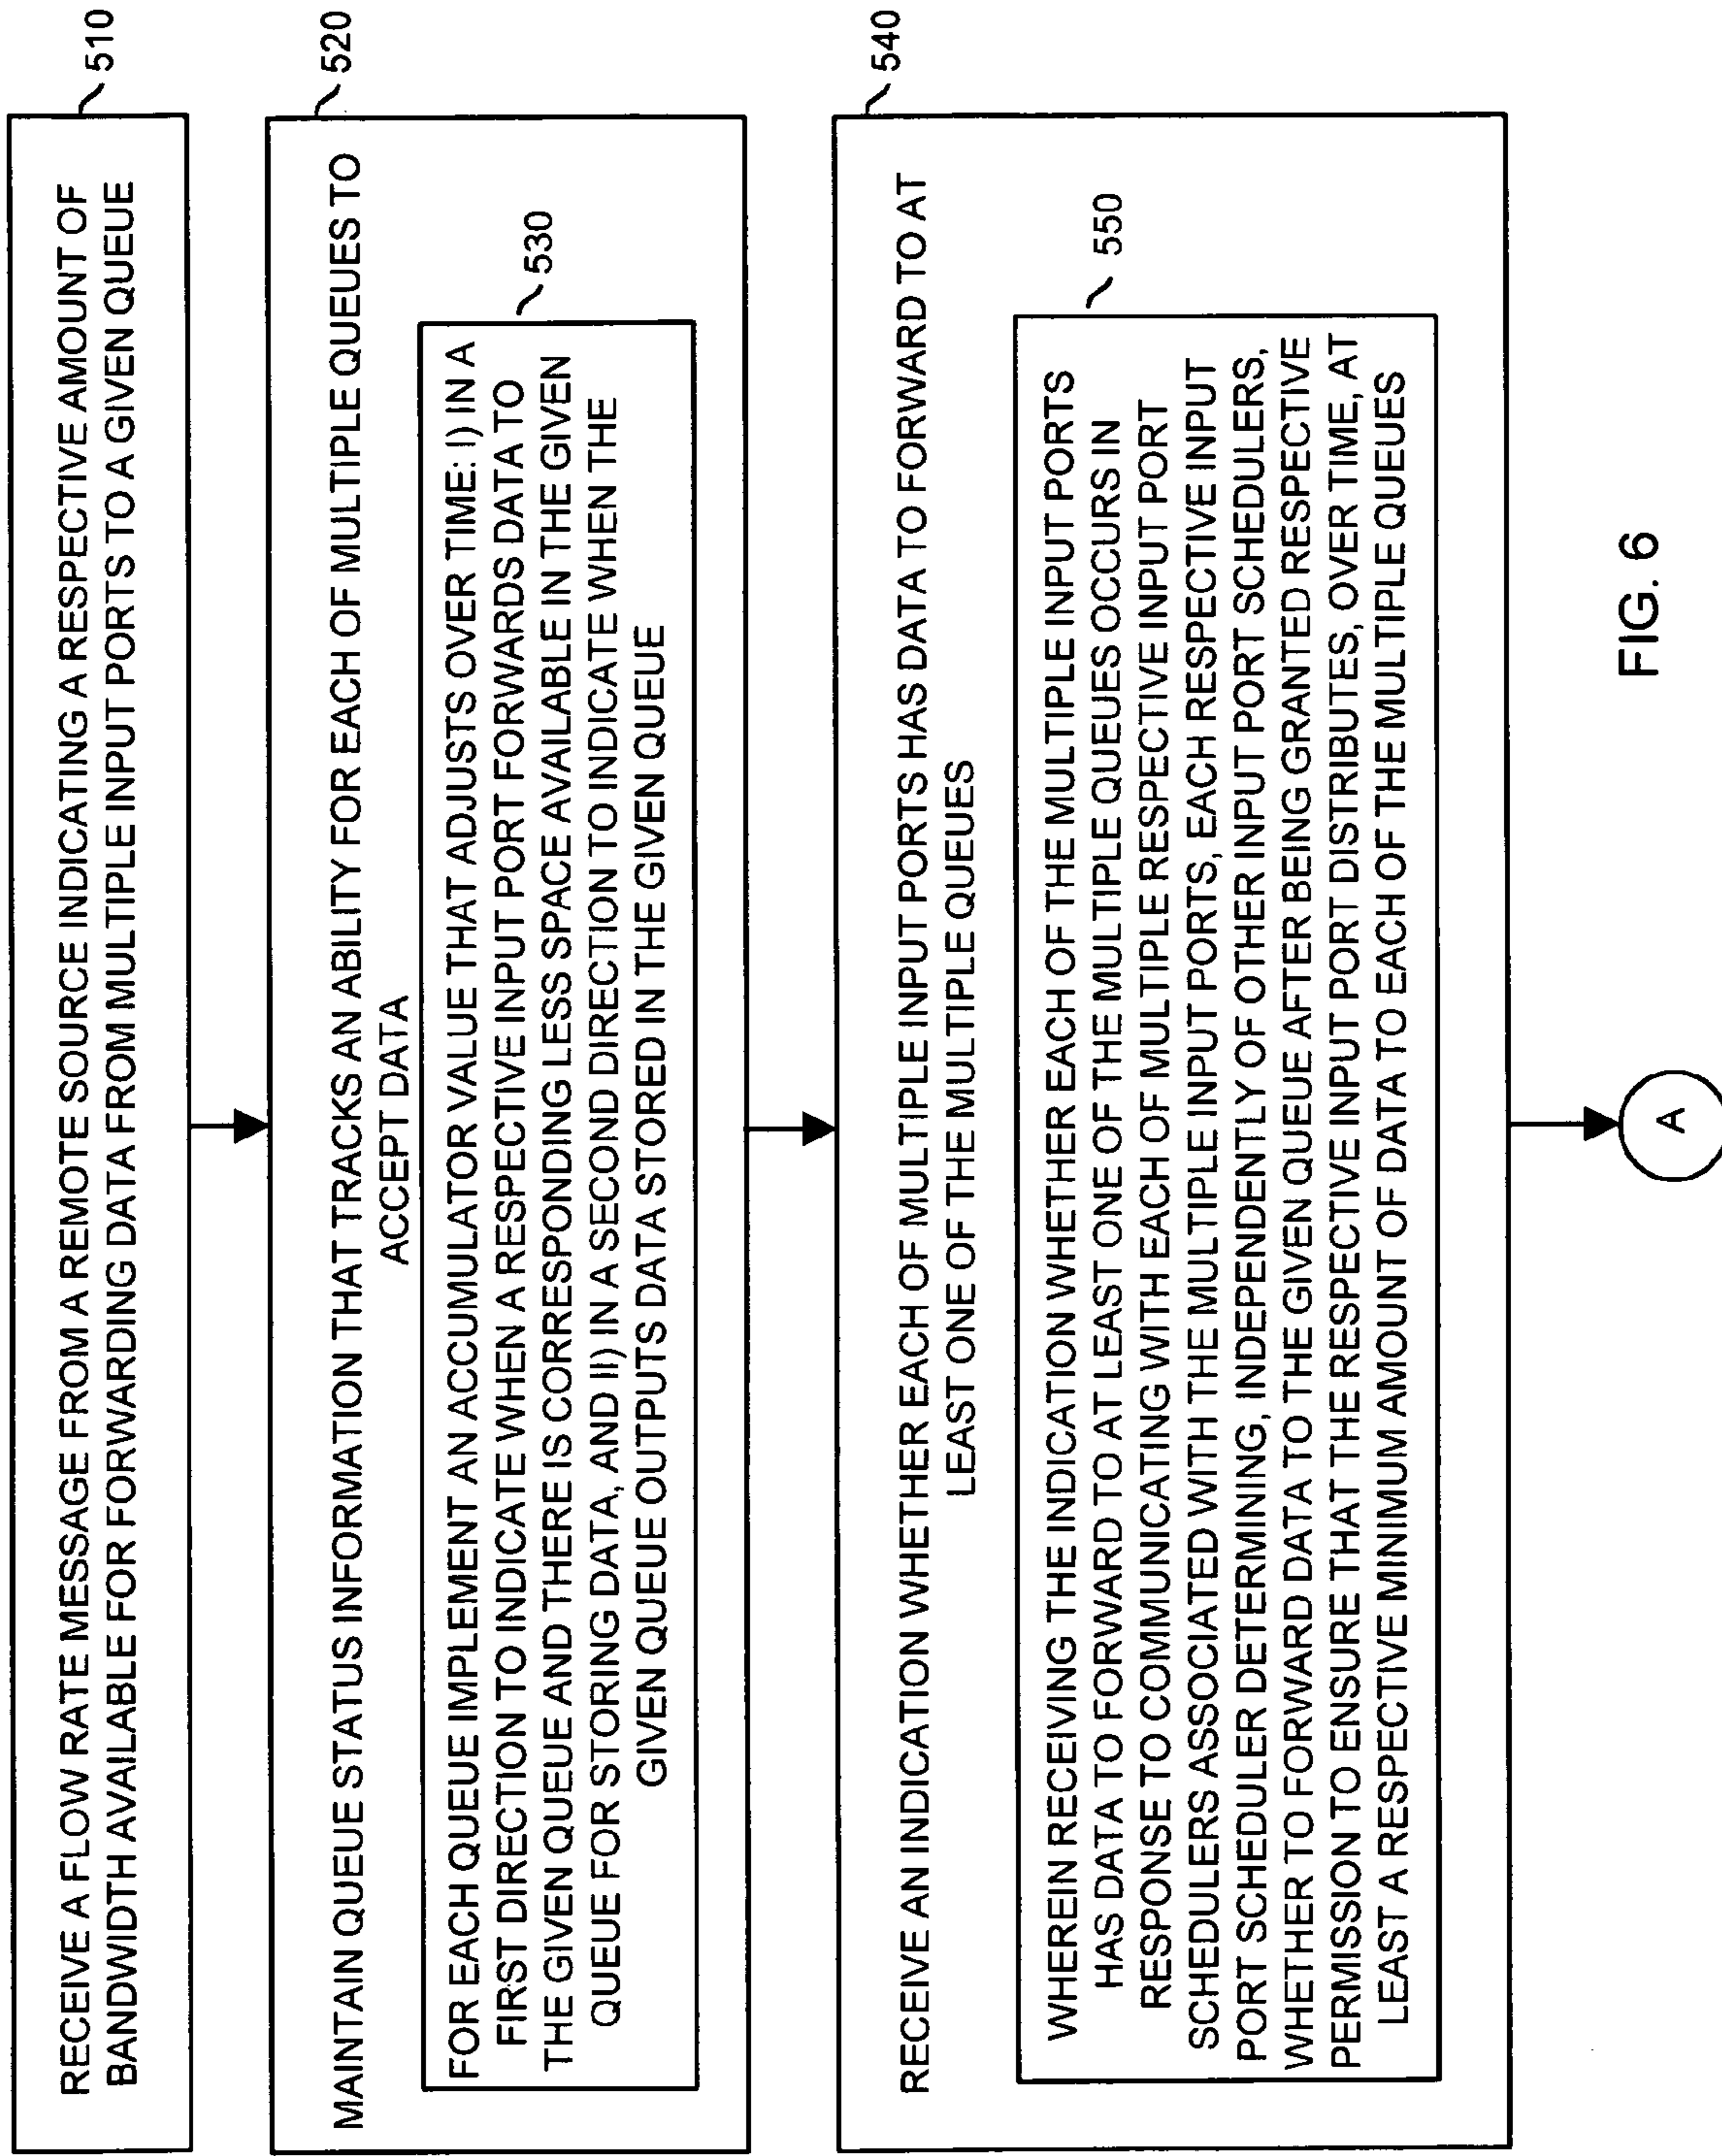 RECEIVE A FLOW RATE MESSAGE FROM A REMOTE SOURCE INDICATING A RESPECTIVE AMOUNT OF
BANDWIDTH AVAILABLE FOR FORWARDING DATA FROM MULTIPLE INPUT PORTS TO A GIVEN QUEUE
510
MAINTAIN QUEUE STATUS INFORMATION THAT TRACKS AN ABILITY FOR EACH OF MULTIPLE QUEUES TO
ACCEPT DATA
520
FOR EACH QUEUE IMPLEMENT AN ACCUMULATOR VALUE THAT ADJUSTS OVER TIME: I) IN A
FIRST DIRECTION TO INDICATE WHEN A RESPECTIVE INPUT PORT FORWARDS DATA TO
THE GIVEN QUEUE AND THERE IS CORRESPONDING LESS SPACE AVAILABLE IN THE GIVEN
QUEUE FOR STORING DATA, AND II) IN A SECOND DIRECTION TO INDICATE WHEN THE
GIVEN QUEUE OUTPUTS DATA STORED IN THE GIVEN QUEUE
530
RECEIVE AN INDICATION WHETHER EACH OF MULTIPLE INPUT PORTS HAS DATA TO FORWARD TO AT
LEAST ONE OF THE MULTIPLE QUEUES
540
WHEREIN RECEIVING THE INDICATION WHETHER EACH OF THE MULTIPLE INPUT PORTS
HAS DATA TO FORWARD TO AT LEAST ONE OF THE MULTIPLE QUEUES OCCURS IN
RESPONSE TO COMMUNICATING WITH EACH OF MULTIPLE RESPECTIVE INPUT PORT
SCHEDULERS ASSOCIATED WITH THE MULTIPLE INPUT PORTS, EACH RESPECTIVE INPUT
PORT SCHEDULER DETERMINING, INDEPENDENTLY OF OTHER INPUT PORT SCHEDULERS,
WHETHER TO FORWARD DATA TO THE GIVEN QUEUE AFTER BEING GRANTED RESPECTIVE
PERMISSION TO ENSURE THAT THE RESPECTIVE INPUT PORT DISTRIBUTES, OVER TIME, AT
LEAST A RESPECTIVE MINIMUM AMOUNT OF DATA TO EACH OF THE MULTIPLE QUEUES
550
A
FIG. 6